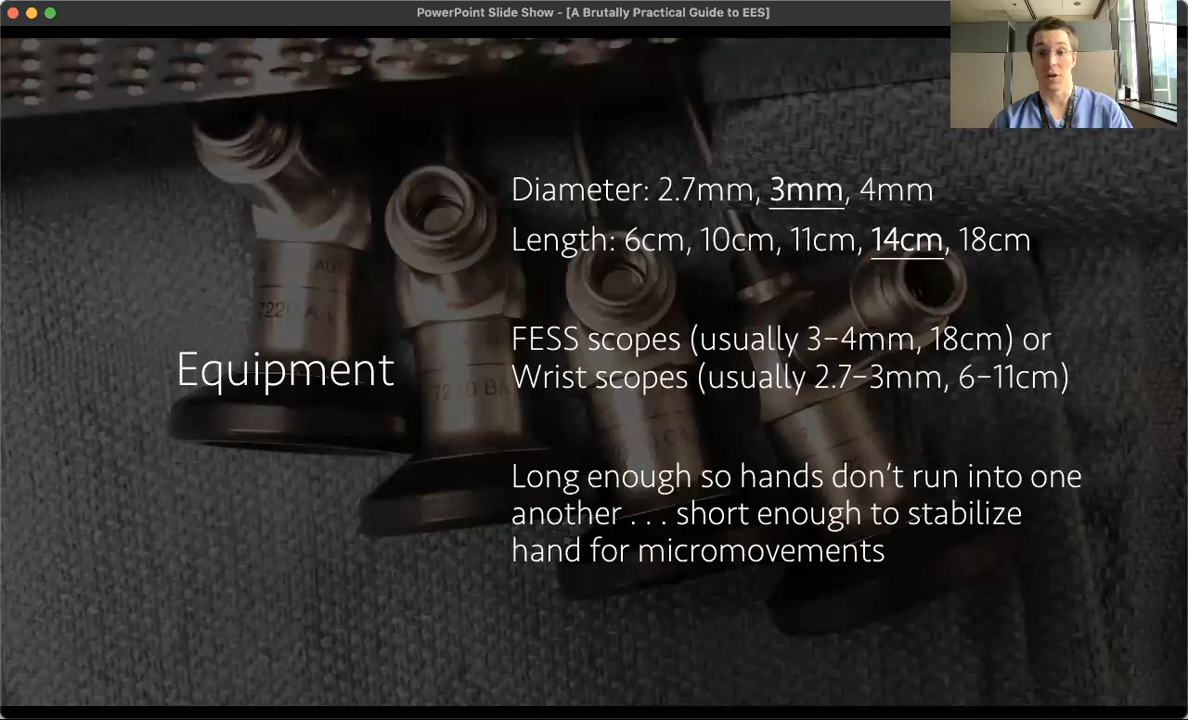 PowerPoint Slide Show - [A Brutally Practical Guide to EES]
Diameter: 2.7mm, 3mm, 4mm
Length: 6cm, 10cm, 11cm, 14cm, 18cm
FESS scopes (usually 3–4mm, 18cm) or
Wrist scopes (usually 2.7–3mm, 6–11cm)
Equipment
Long enough so hands don't run into one
another . . . short enough to stabilize
hand for micromovements